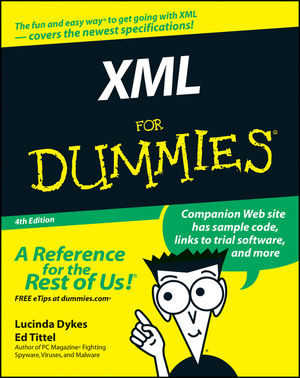 The fun and easy way® to get going with XML
— covers the newest specifications!
XML
FOR
DUMMIES®
4th Edition
Companion Web site
has sample code,
links to trial software,
and more
A Reference
for the
Rest of Us!®
FREE eTips at dummies.com®
Lucinda Dykes
Ed Tittel
Author of PC Magazine® Fighting
Spyware, Viruses, and Malware